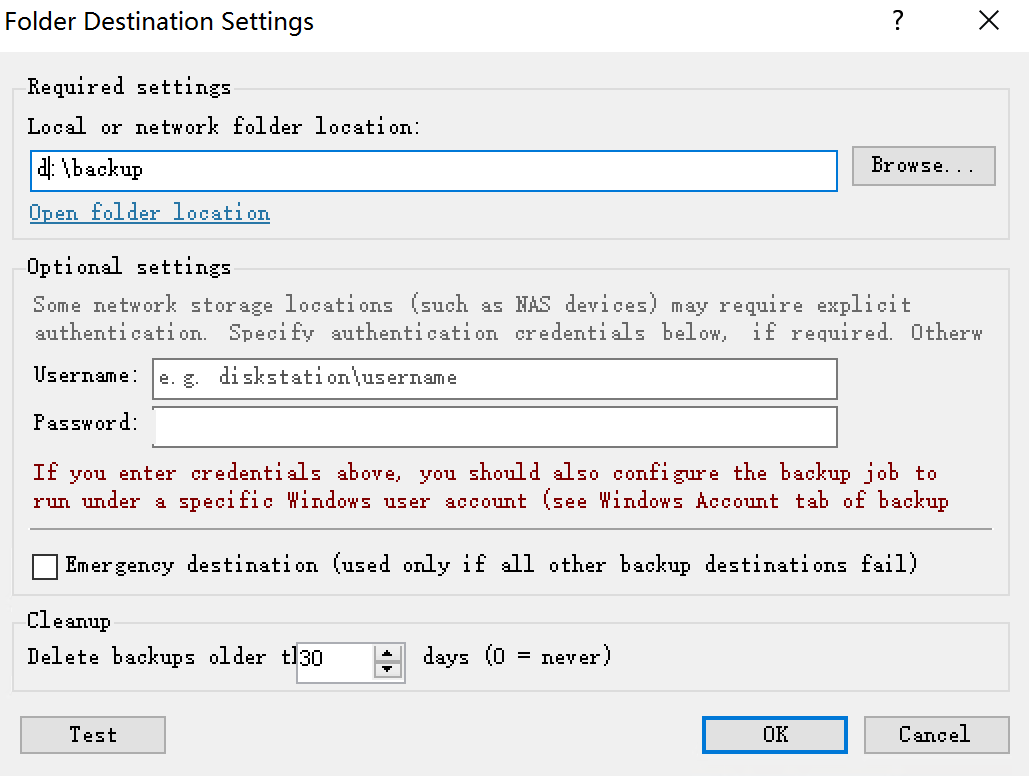 Folder Destination Settings
?
Required settings
Local or network folder location:
d:\backup
Browse...
Open folder location
Optional settings
Some network storage locations (such as NAS devices) may require explicit
authentication. Specify authentication credentials below, if required. Otherw
Username:
e.g. diskstation\username
Password:
If you enter credentials above, you should also configure the backup job to
run under a specific Windows user account (see Windows Account tab of backup
Emergency destination (used only if all other backup destinations fail)
Cleanup
Delete backups older th 30 days (0 = never)
Test
OK
Cancel